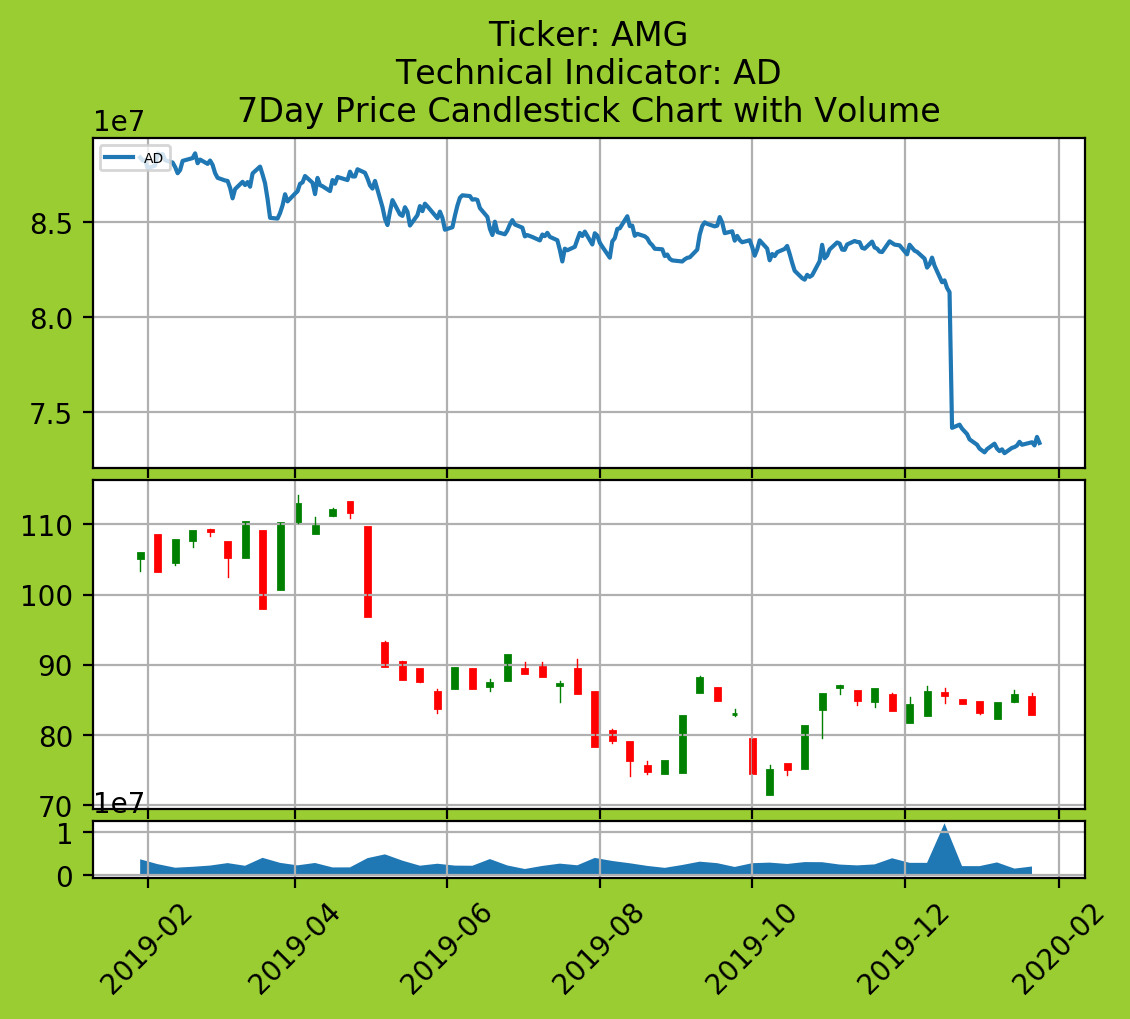 Ticker: AMG
Technical Indicator: AD
7Day Price Candlestick Chart with Volume
1e7
AD
8.5
8.0
7.5
110
100
90
80
70
1e7
1
0
2019-02
2019-04
2019-06
2019-08
2019-10
2019-12
2020-02